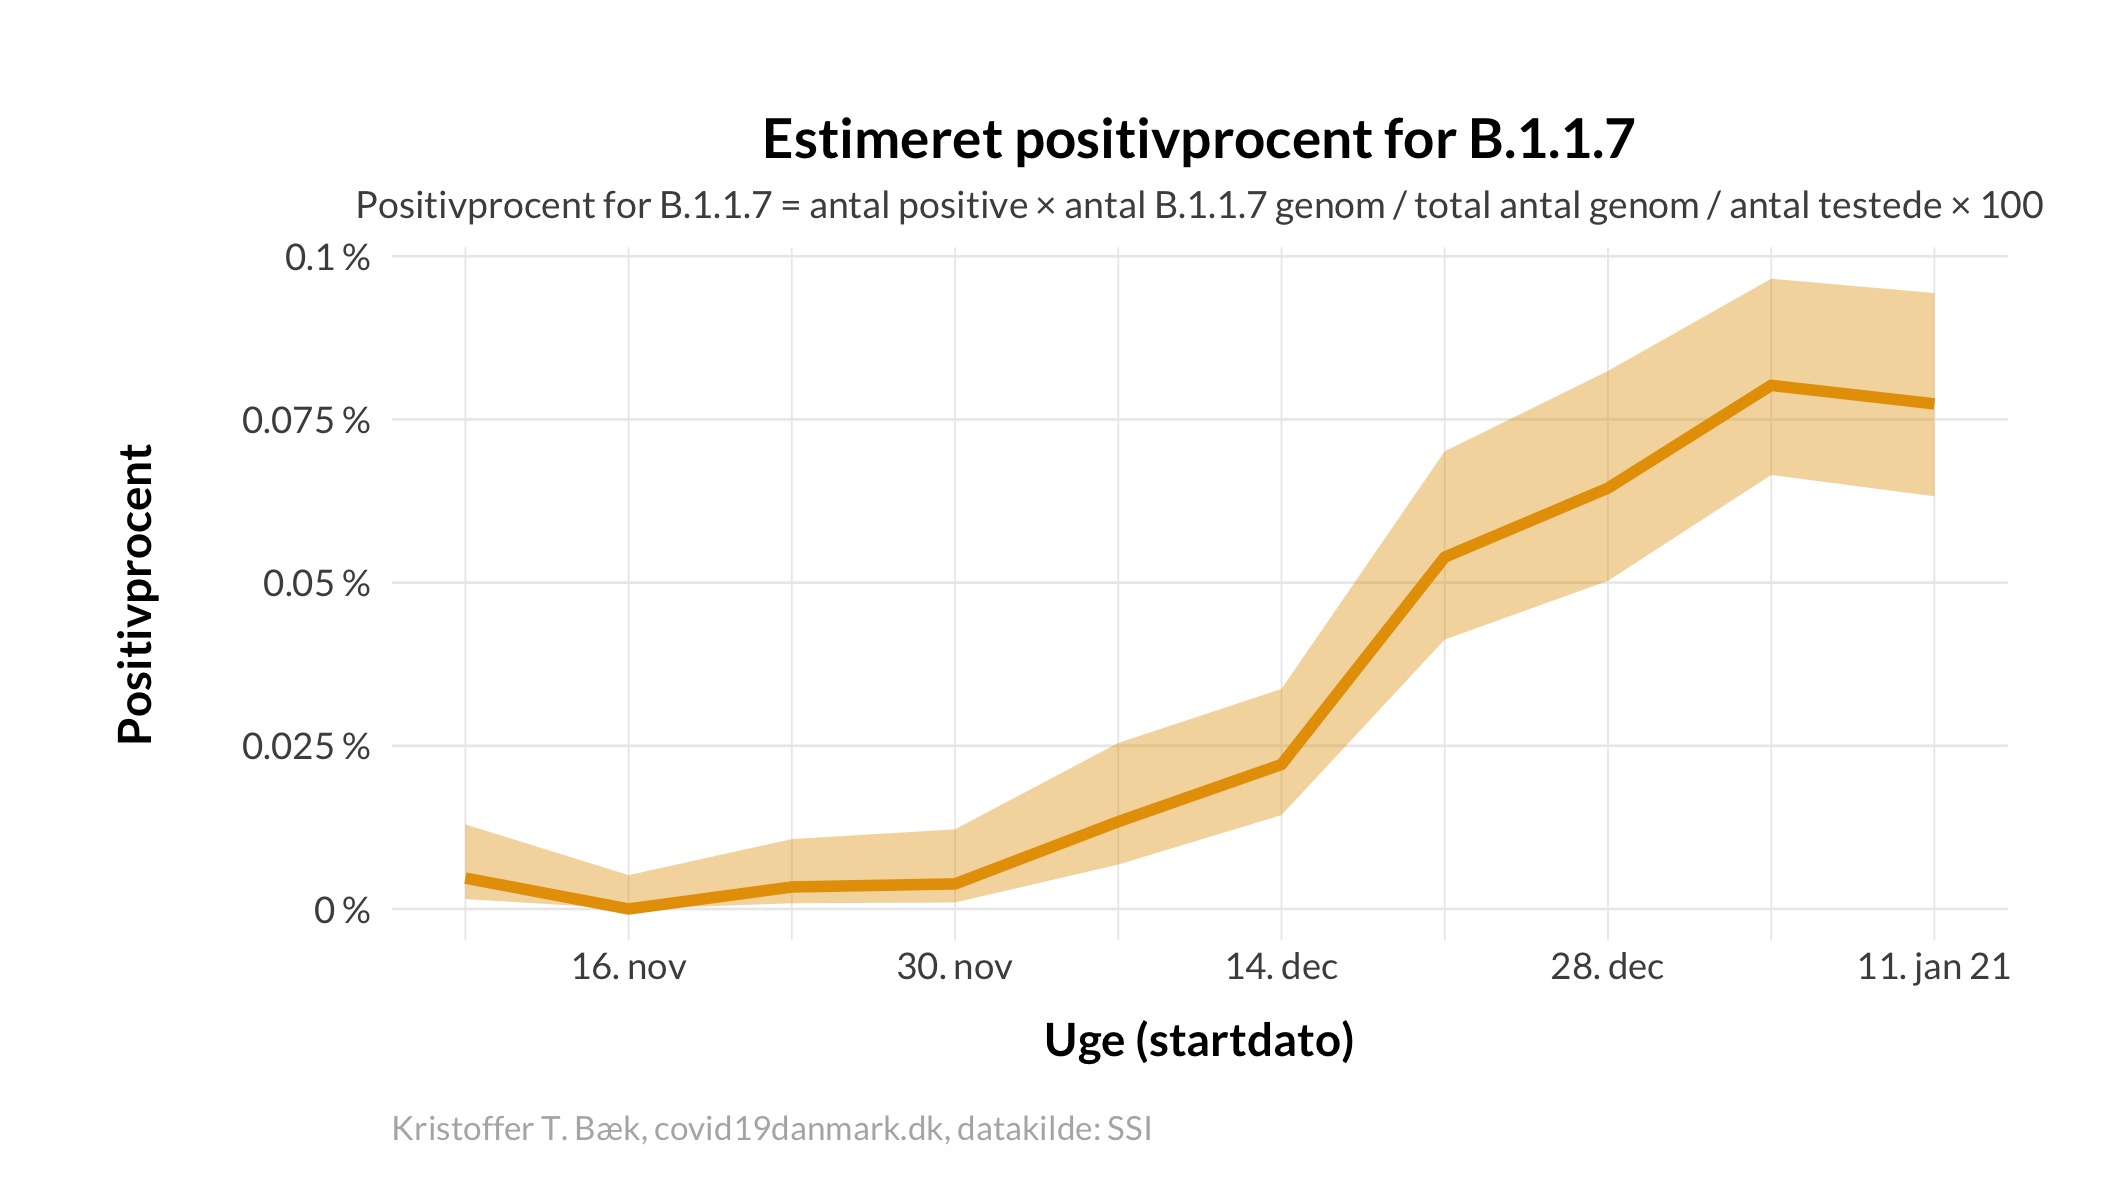 Estimeret positivprocent for B.1.1.7
Positivprocent for B.1.1.7 = antal positive × antal B.1.1.7 genom / total antal genom / antal testede × 100
0.1 %
0.075 %
0.05 %
0.025 %
0 %
Positivprocent
16. nov
30. nov
14. dec
28. dec
11. jan 21
Uge (startdato)
Kristoffer T. Bæk, covid19danmark.dk, datakilde: SSI